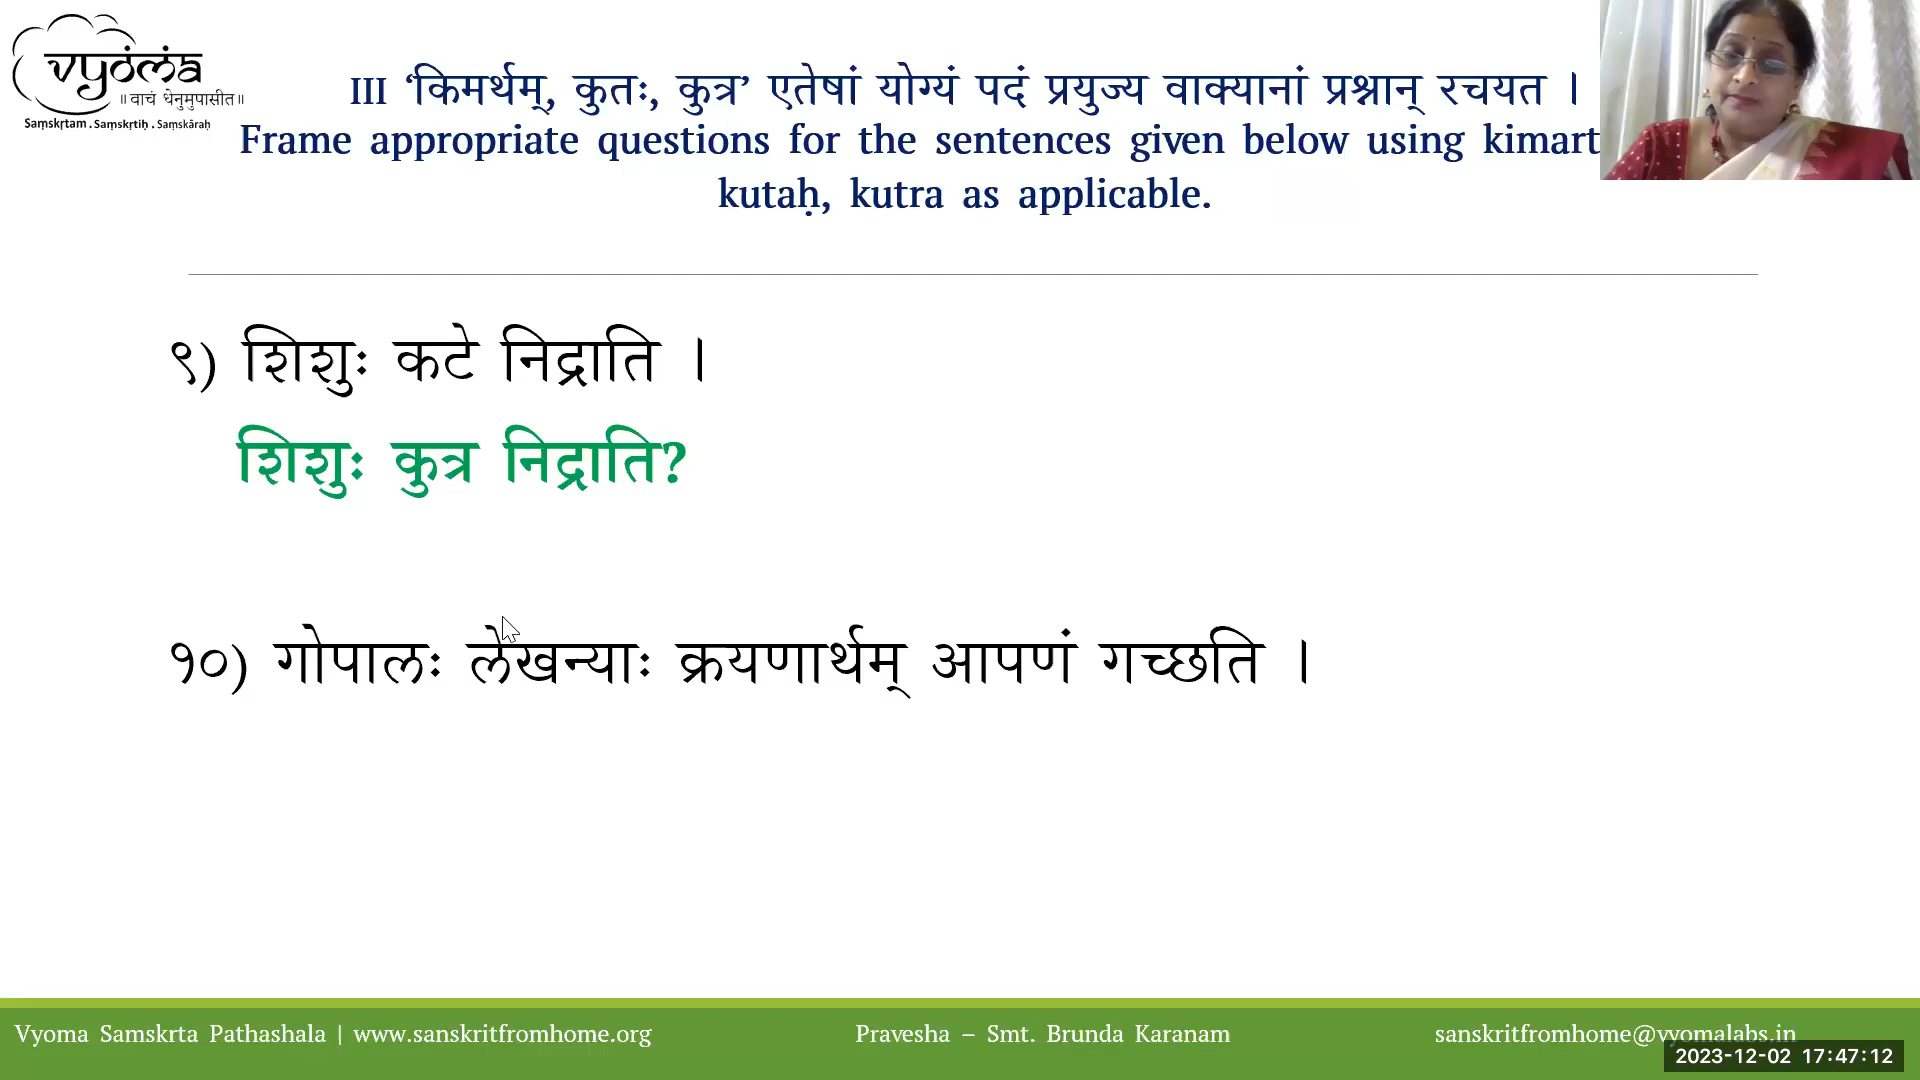 vyoma
॥ वाचं धेनुमुपासीत॥
Saṃskṛtam . Saṃskṛtiḥ . Saṃskāraḥ
III ‘किमर्थम्, कुतः, कुत्र’ एतेषां योग्यं पदं प्रयुज्य वाक्यानां प्रश्नान् रचयत ।
Frame appropriate questions for the sentences given below using kimart
kutaḥ, kutra as applicable.
९) शिशुः कटे निद्राति ।
शिशुः कुत्र निद्राति?
१०) गोपालः लेखन्याः क्रयणार्थम् आपणं गच्छति ।
Vyoma Samskrta Pathashala | www.sanskritfromhome.org
Pravesha – Smt. Brunda Karanam
sanskritfromhome@vyomalabs.in
2023-12-02 17:47:12